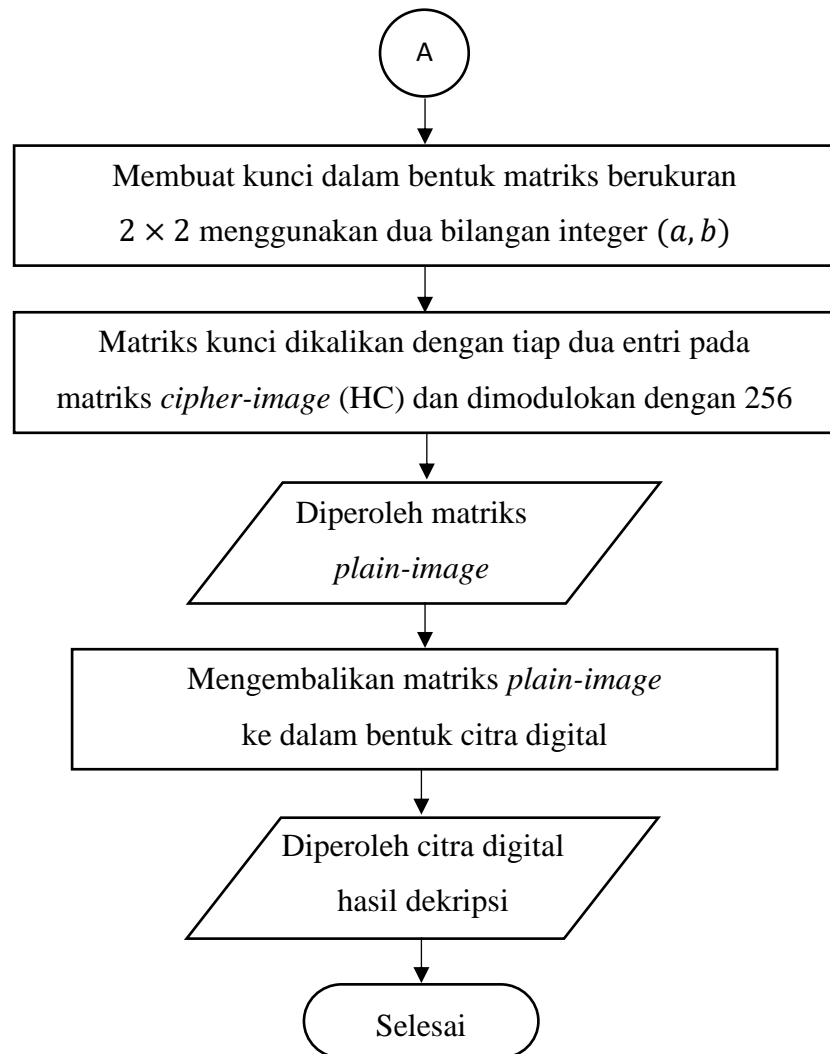 A
Membuat kunci dalam bentuk matriks berukuran
2 × 2 menggunakan dua bilangan integer (a, b)
Matriks kunci dikalikan dengan tiap dua entri pada
matriks cipher-image (HC) dan dimodulokan dengan 256
Diperoleh matriks
plain-image
Mengembalikan matriks plain-image
ke dalam bentuk citra digital
Diperoleh citra digital
hasil dekripsi
Selesai